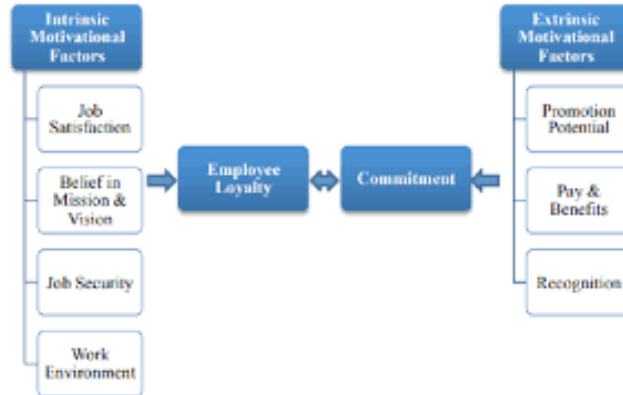 Intrinsic
Motivational
Factors
Job
Satisfaction
Belief in
Mission &
Vision
Job Security
Work
Environment
Employee
Loyalty
Commitment
Extrinsic
Motivational
Factors
Promotion
Potential
Pay &
Benefits
Recognition